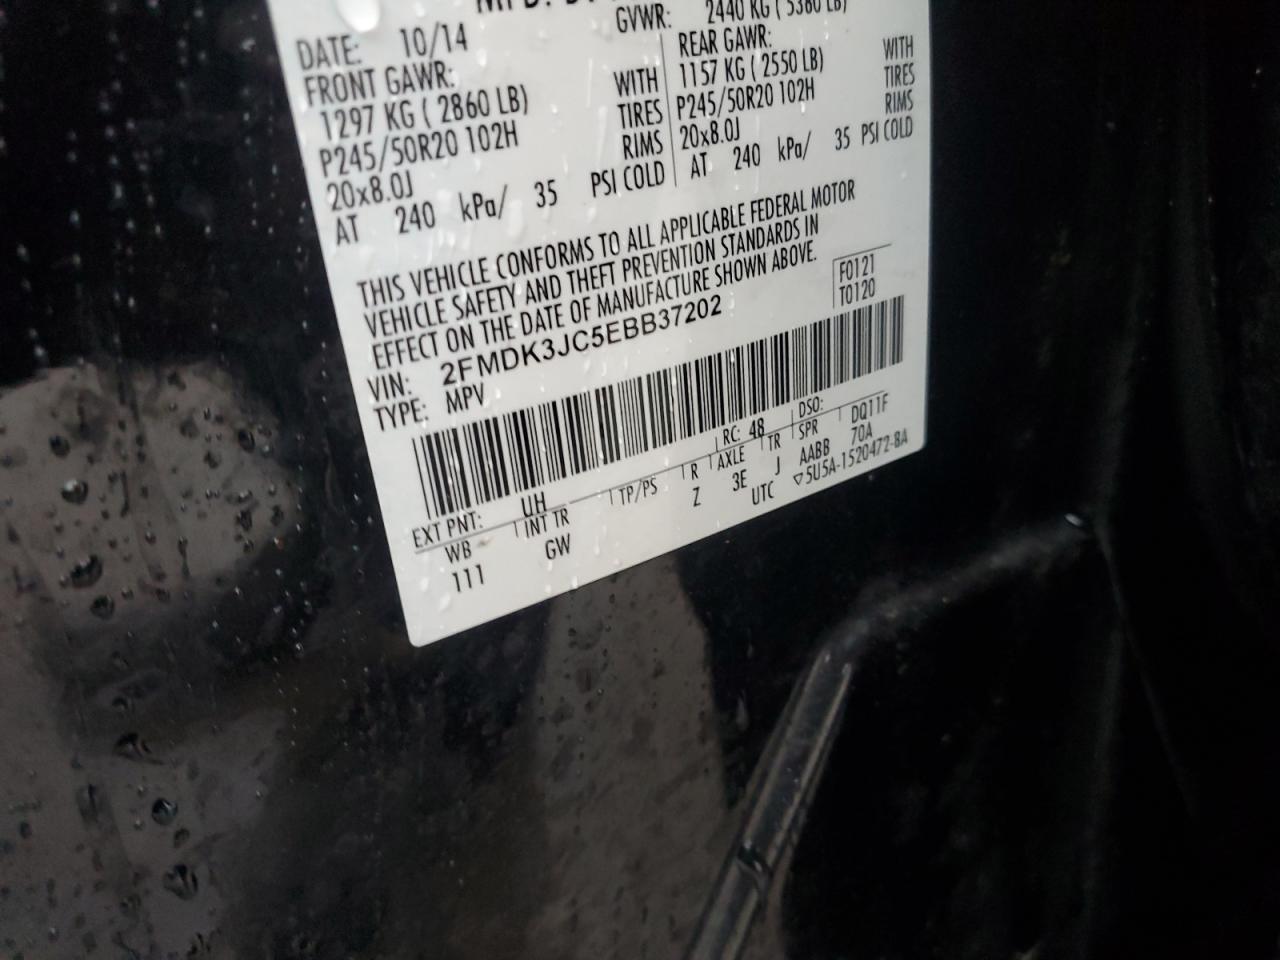 GVWR: 2440 KG ( 5380 LB)
DATE: 10/14
FRONT GAWR:
1297 KG ( 2860 LB) WITH
P245/50R20 102H TIRES
20x8.0J RIMS
AT 240 kPa/ 35 PSI COLD
REAR GAWR:
1157 KG ( 2550 LB) WITH
P245/50R20 102H TIRES
20x8.0J RIMS
AT 240 kPa/ 35 PSI COLD
THIS VEHICLE CONFORMS TO ALL APPLICABLE FEDERAL MOTOR
VEHICLE SAFETY AND THEFT PREVENTION STANDARDS IN
EFFECT ON THE DATE OF MANUFACTURE SHOWN ABOVE.
F0121
T0120
VIN: 2FMDK3JC5EBB37202
TYPE: MPV
EXT PNT: UH RC: 48 DSO:
WB INT TR TP/PS R AXLE TR SPR DQ11F
111 GW Z 3E J AABB 70A
UTC ▽5U5A-1520472-BA